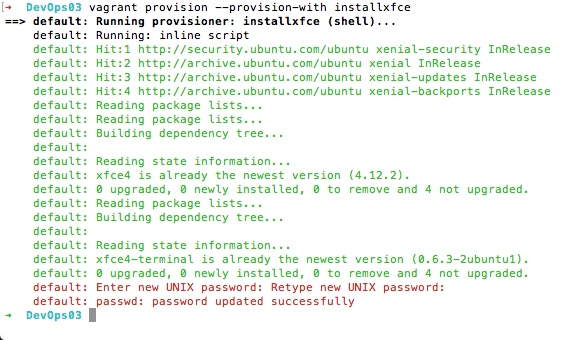 [➜ DevOps03 vagrant provision --provision-with installxfce
==> default: Running provisioner: installxfce (shell)...
default: Running: inline script
default: Hit:1 http://security.ubuntu.com/ubuntu xenial-security InRelease
default: Hit:2 http://archive.ubuntu.com/ubuntu xenial InRelease
default: Hit:3 http://archive.ubuntu.com/ubuntu xenial-updates InRelease
default: Hit:4 http://archive.ubuntu.com/ubuntu xenial-backports InRelease
default: Reading package lists...
default: Reading package lists...
default: Building dependency tree...
default:
default: Reading state information...
default: xfce4 is already the newest version (4.12.2).
default: 0 upgraded, 0 newly installed, 0 to remove and 4 not upgraded.
default: Reading package lists...
default: Building dependency tree...
default:
default: Reading state information...
default: xfce4-terminal is already the newest version (0.6.3-2ubuntu1).
default: 0 upgraded, 0 newly installed, 0 to remove and 4 not upgraded.
default: Enter new UNIX password: Retype new UNIX password:
default: passwd: password updated successfully
➜ DevOps03